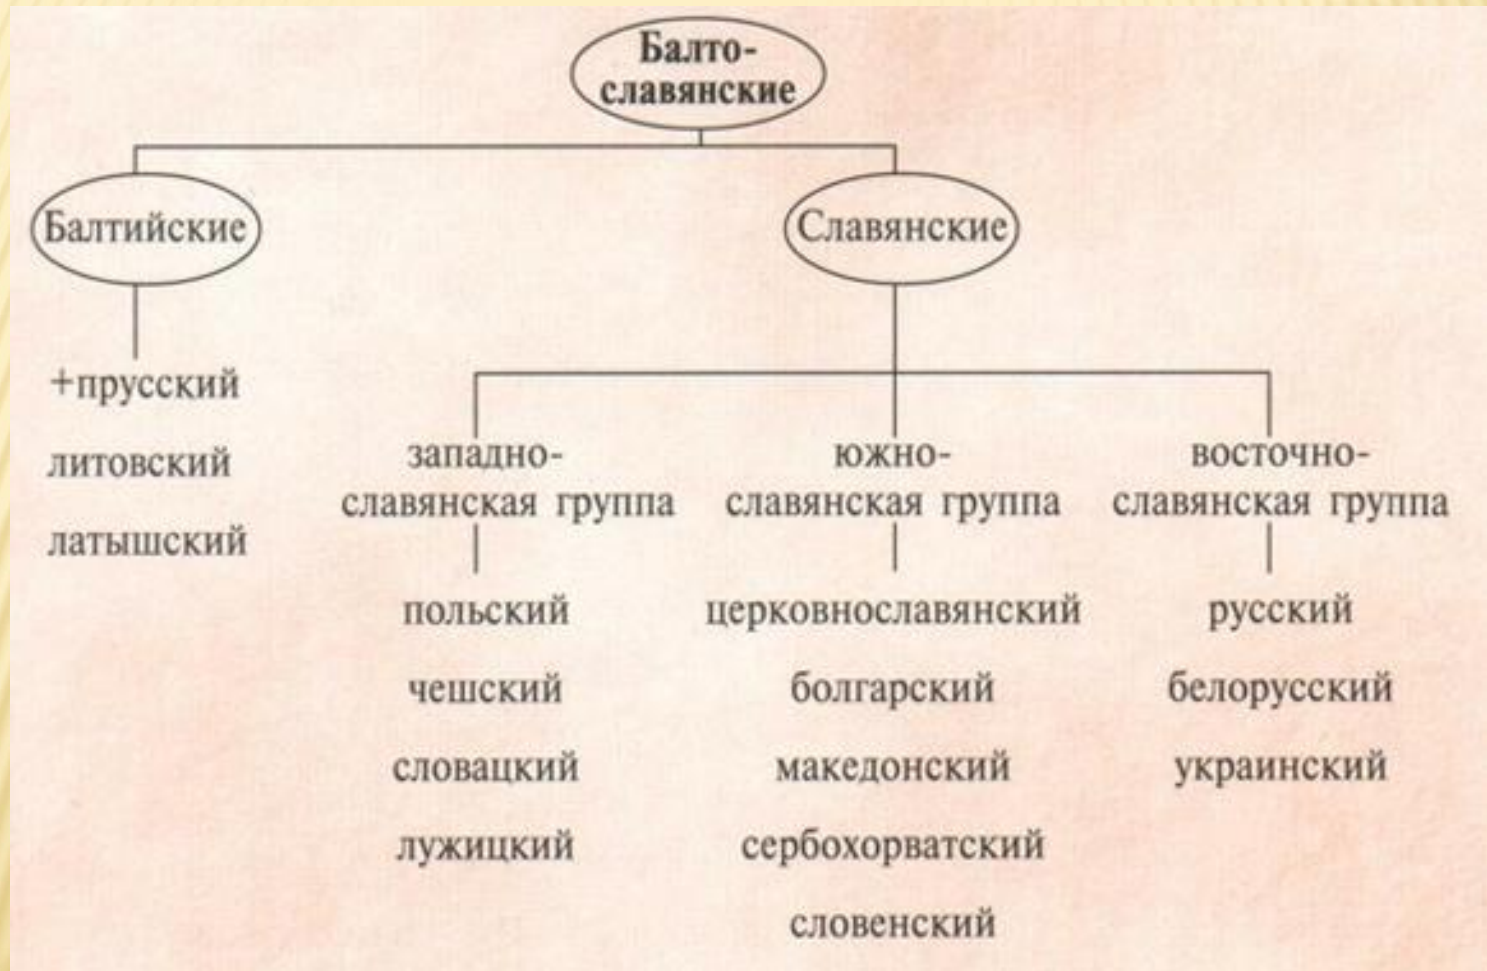 Балто-
славянские
Балтийские
Славянские
+прусский
литовский
латышский
западно-
славянская группа
польский
чешский
словацкий
лужицкий
южно-
славянская группа
церковнославянский
болгарский
македонский
сербохорватский
словенский
восточно-
славянская группа
русский
белорусский
украинский